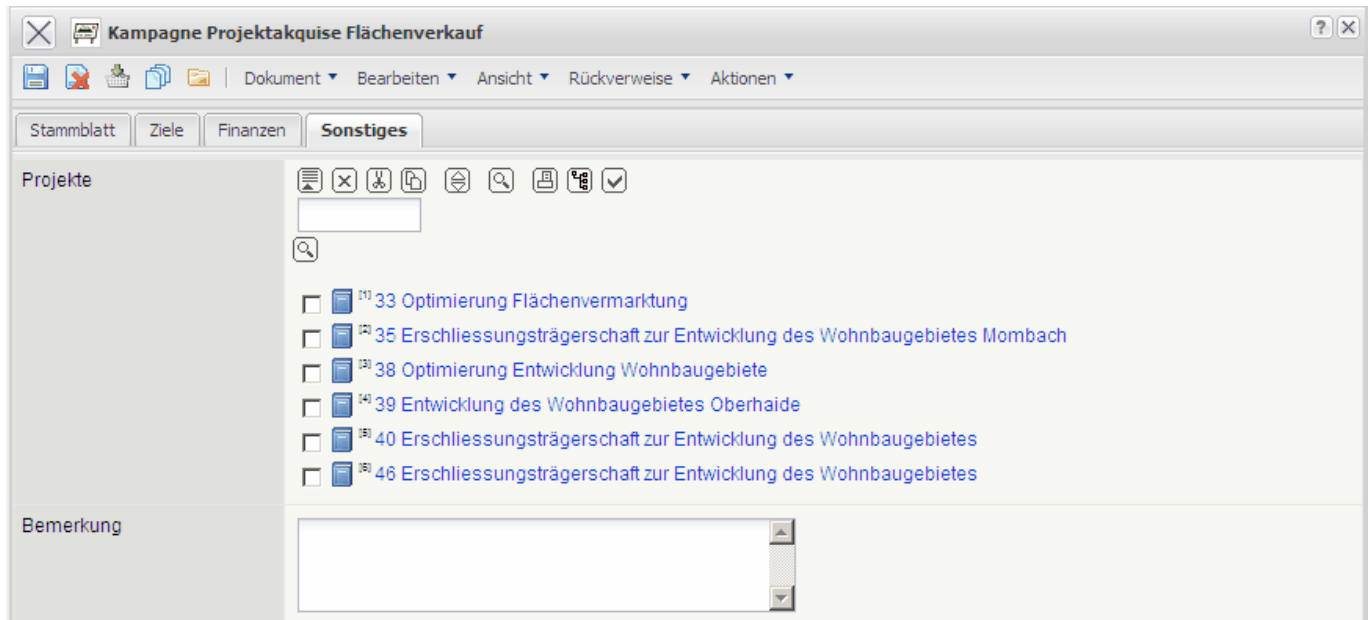 Kampagne Projektakquise Flächenverkauf ?
Dokument Bearbeiten Ansicht Rückverweise Aktionen
Stammblatt Ziele Finanzen Sonstiges
Projekte
[1] 33 Optimierung Flächenvermarktung
[2] 35 Erschliessungsträgerschaft zur Entwicklung des Wohnbaugebietes Mombach
[3] 38 Optimierung Entwicklung Wohnbaugebiete
[4] 39 Entwicklung des Wohnbaugebietes Oberhaide
[5] 40 Erschliessungsträgerschaft zur Entwicklung des Wohnbaugebietes
[6] 46 Erschliessungsträgerschaft zur Entwicklung des Wohnbaugebietes
Bemerkung